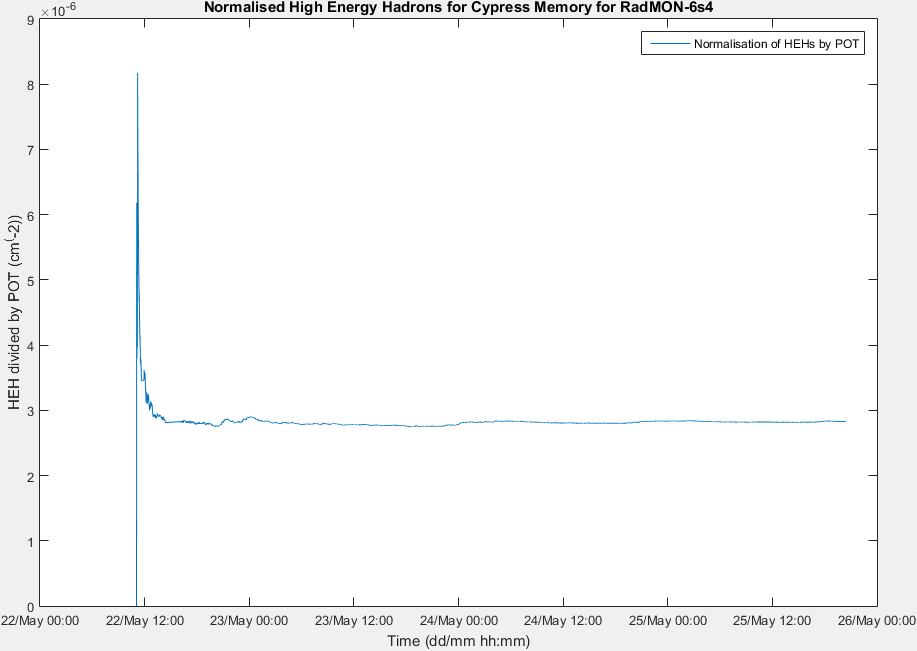 Normalised High Energy Hadrons for Cypress Memory for RadMON-6s4
×10^-6
Normalisation of HEHs by POT
HEH divided by POT (cm(-2))
9
8
7
6
5
4
3
2
1
0
22/May 00:00 22/May 12:00 23/May 00:00 23/May 12:00 24/May 00:00 24/May 12:00 25/May 00:00 25/May 12:00 26/May 00:00
Time (dd/mm hh:mm)